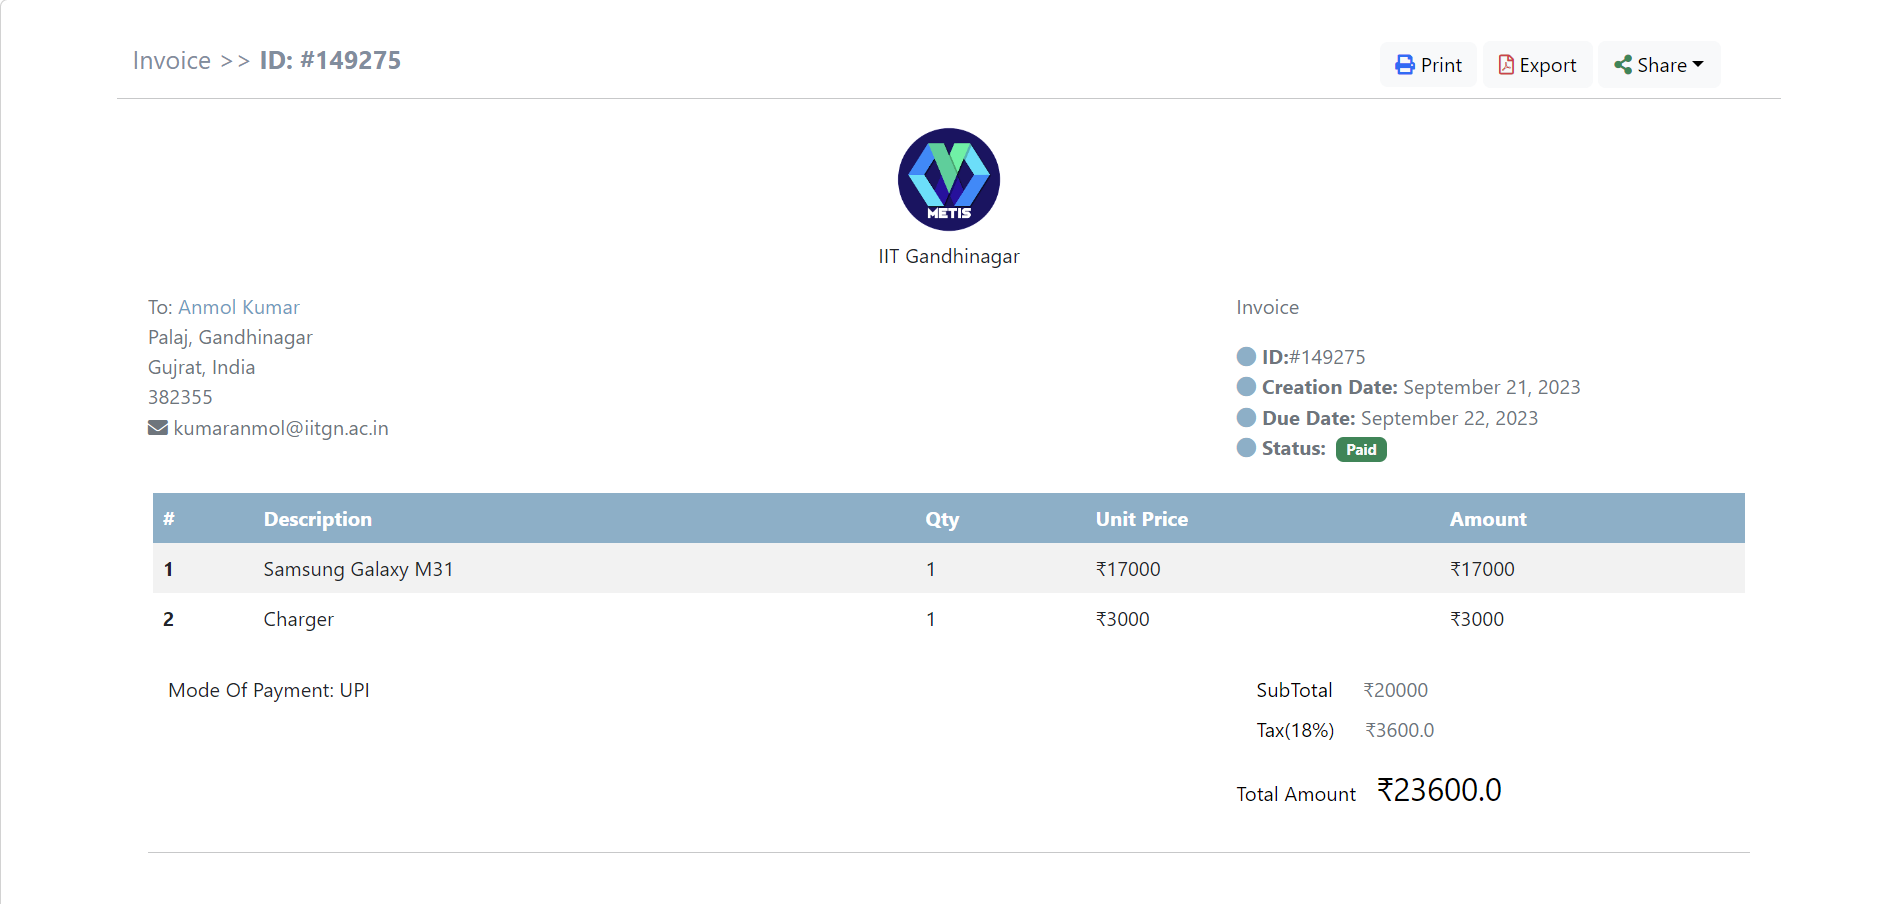 Invoice >> ID: #149275
Print
Export
Share
METIS
IIT Gandhinagar
To: Anmol Kumar
Palaj, Gandhinagar
Gujrat, India
382355
kumaranmol@iitgn.ac.in
Invoice
ID:#149275
Creation Date: September 21, 2023
Due Date: September 22, 2023
Status: Paid
# Description Qty Unit Price Amount
1 Samsung Galaxy M31 1 ₹17000 ₹17000
2 Charger 1 ₹3000 ₹3000
Mode Of Payment: UPI
SubTotal ₹20000
Tax(18%) ₹3600.0
Total Amount ₹23600.0